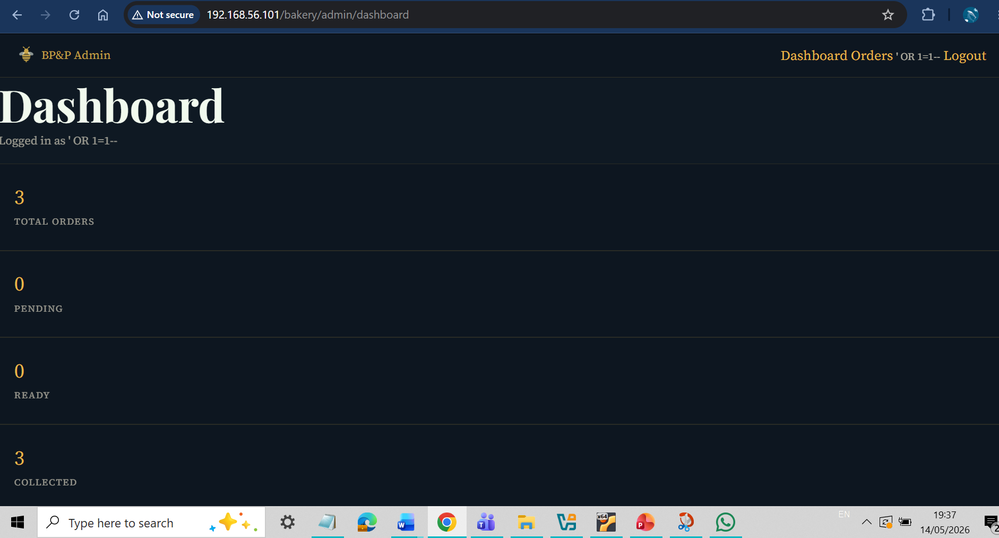 Not secure
192.168.56.101/bakery/admin/dashboard
BP&P Admin
Dashboard Orders ' OR 1=1-- Logout
Dashboard
Logged in as ' OR 1=1--
3
TOTAL ORDERS
0
PENDING
0
READY
3
COLLECTED
Type here to search
W
T
x64
P
EN
19:37
14/05/2026
2